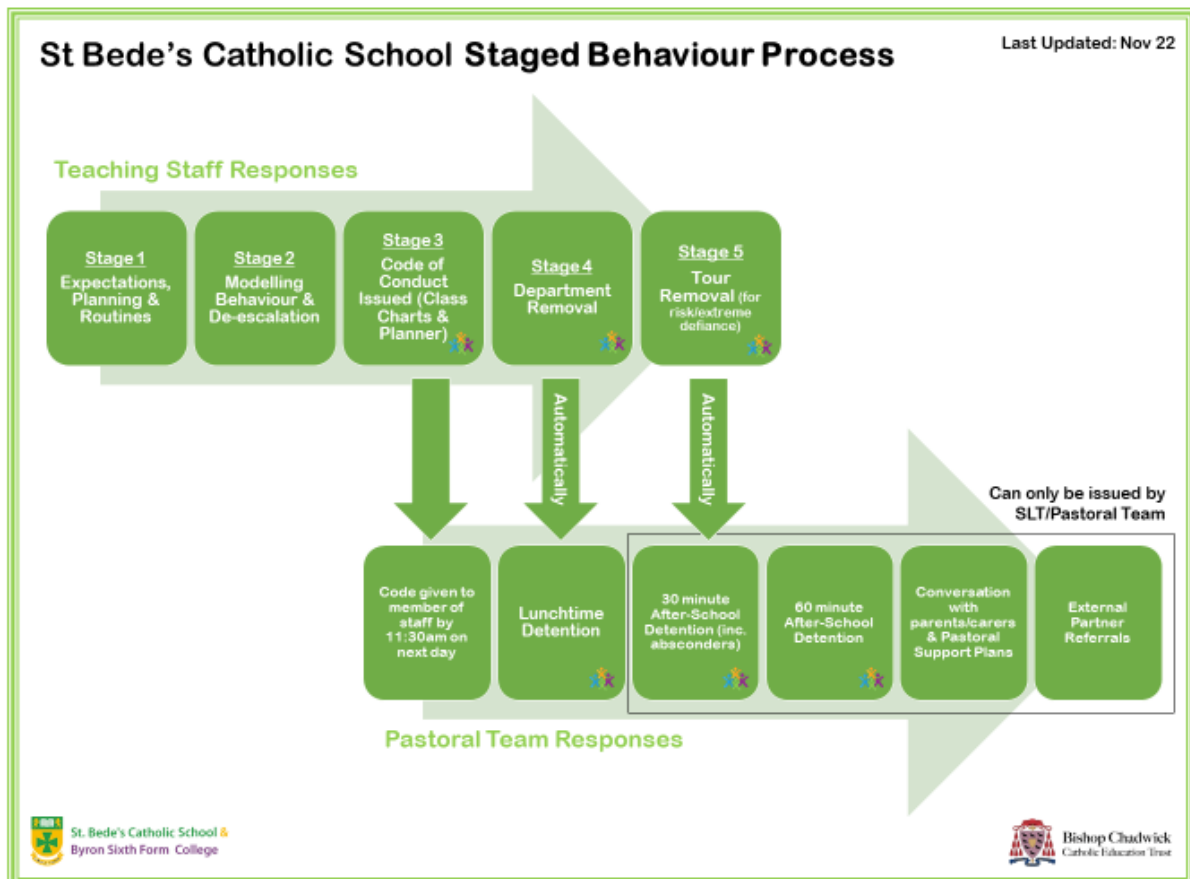 St Bede's Catholic School Staged Behaviour Process
Last Updated: Nov 22
Teaching Staff Responses
Stage 1
Expectations,
Planning &
Routines
Stage 2
Modelling
Behaviour &
De-escalation
Stage 3
Code of
Conduct
Issued (Class
Charts &
Planner)
Stage 4
Department
Removal
Stage 5
Tour
Removal (for
risk/extreme
defiance)
Automatically
Automatically
Can only be issued by
SLT/Pastoral Team
Code given to
member of
staff by
11:30am on
next day
Lunchtime
Detention
30 minute
After-School
Detention (inc.
absconders)
60 minute
After-School
Detention
Conversation
with
parents/carers
& Pastoral
Support Plans
External
Partner
Referrals
Pastoral Team Responses
St. Bede's Catholic School &
Byron Sixth Form College
Bishop Chadwick
Catholic Education Trust